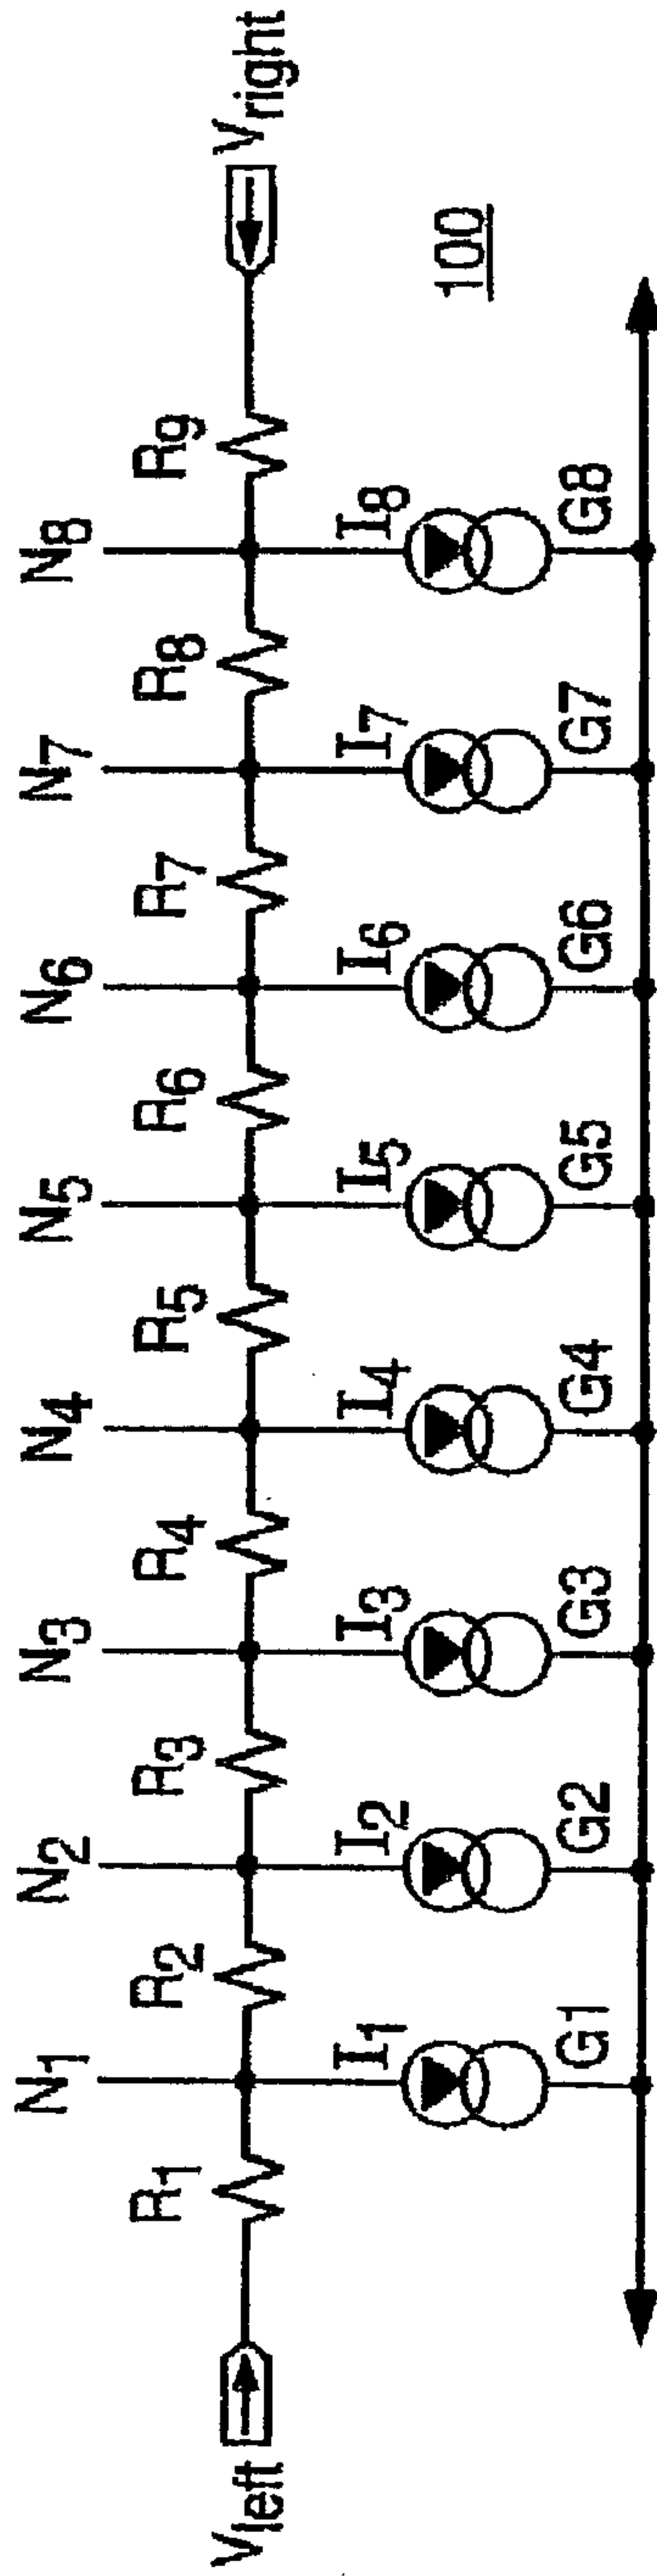 N1 N2 N3 N4 N5 N6 N7 N8
R1 R2 R3 R4 R5 R6 R7 R8 R9
Vleft Vright
I1 I2 I3 I4 I5 I6 I7 I8
100
G1 G2 G3 G4 G5 G6 G7 G8